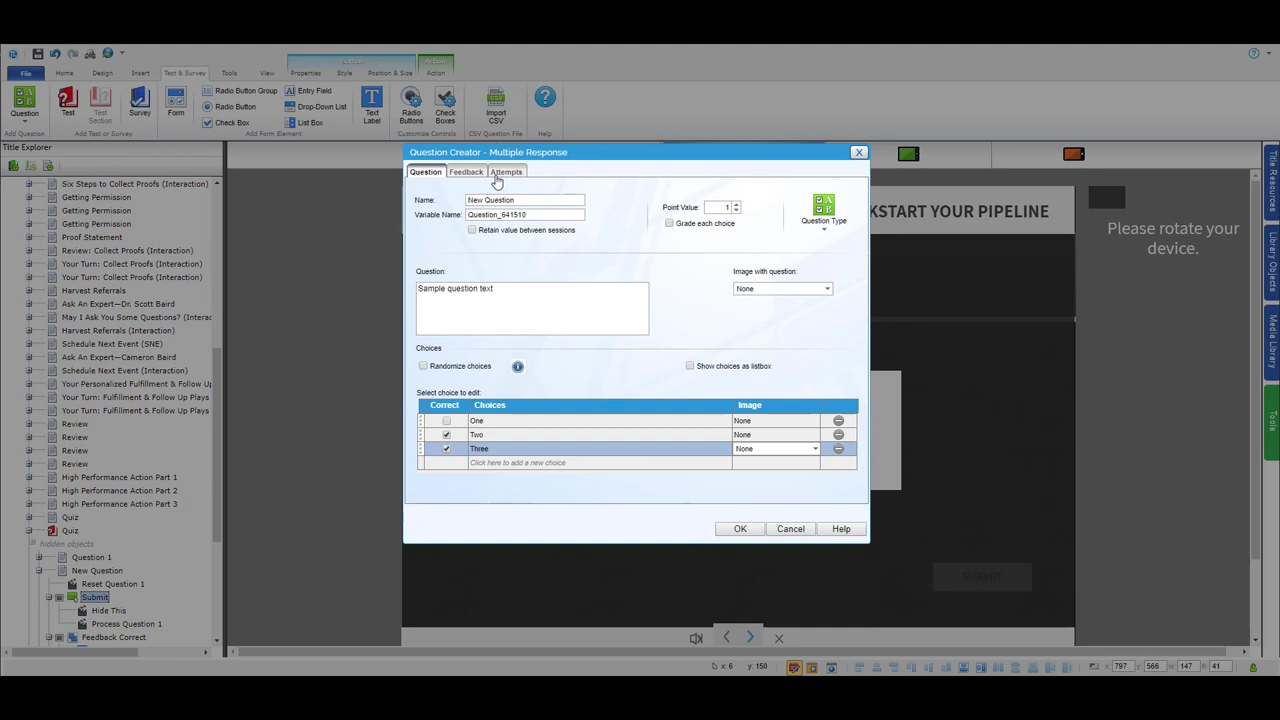 Button
Action
File
Home
Design
Insert
Test & Survey
Tools
View
Properties
Style
Position & Size
Action
Question
Test
Test
Section
Survey
Form
Radio Button Group
Radio Button
Check Box
Entry Field
Drop-Down List
List Box
Text
Label
Radio
Buttons
Check
Boxes
Import
CSV
Help
Add Question
Add Test or Survey
Add Form Element
Customize Controls
CSV Question File
Help
Title Explorer
Six Steps to Collect Proofs (Interaction)
Getting Permission
Getting Permission
Getting Permission
Proof Statement
Review: Collect Proofs (Interaction)
Your Turn: Collect Proofs (Interaction)
Your Turn: Collect Proofs (Interaction)
Harvest Referrals
Ask An Expert—Dr. Scott Baird
May I Ask You Some Questions? (Interac
Harvest Referrals (Interaction)
Schedule Next Event (SNE)
Ask An Expert—Cameron Baird
Schedule Next Event (Interaction)
Your Personalized Fulfillment & Follow Up
Your Turn: Fulfillment & Follow Up Plays
Your Turn: Fulfillment & Follow Up Plays
Review
Review
Review
Review
High Performance Action Part 1
High Performance Action Part 2
High Performance Action Part 3
Quiz
Quiz
hidden objects
Question 1
New Question
Reset Question 1
Submit
Hide This
Process Question 1
Feedback Correct
Question Creator - Multiple Response
Question
Feedback
Attempts
Name:
New Question
Variable Name:
Question_641510
Retain value between sessions
Point Value:
1
Grade each choice
Question Type
Question:
Sample question text
Image with question:
None
Choices
Randomize choices
Show choices as listbox
Select choice to edit:
Correct
Choices
Image
One
None
Two
None
Three
None
Click here to add a new choice
OK
Cancel
Help
KSTART YOUR PIPELINE
Please rotate your
device.
SUBMIT
Title Resources
Library Objects
Media Library
Tools
x: 6
y: 150
x:
797
y:
566
w:
147
h:
41